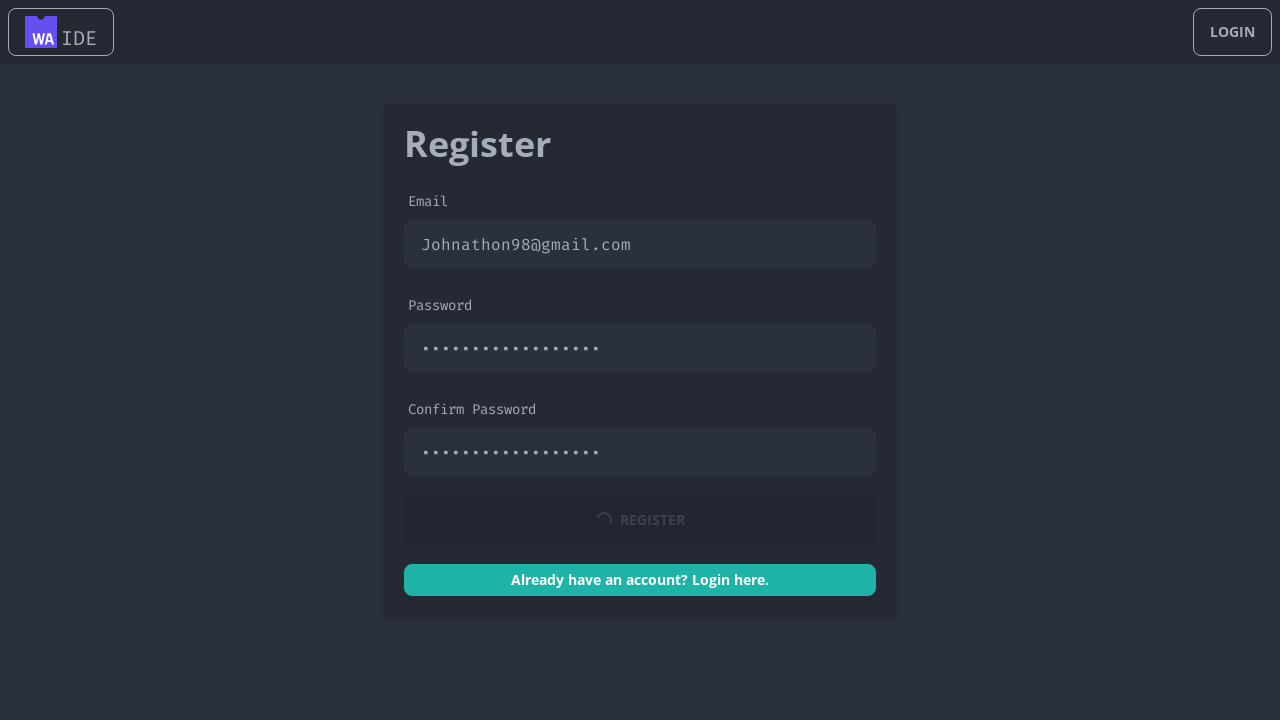 WA IDE
LOGIN
Register
Email
Johnathon98@gmail.com
Password
••••••••••••••••••
Confirm Password
••••••••••••••••••
REGISTER
Already have an account? Login here.